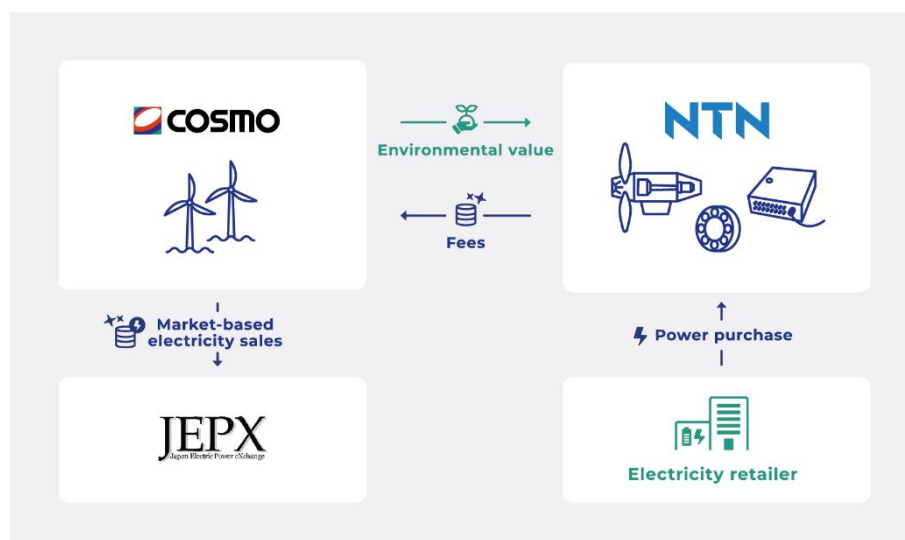 COSMO
NTN
Environmental value
Fees
Market-based
electricity sales
Power purchase
JEPX
Japan Electric Power eXchange
Electricity retailer